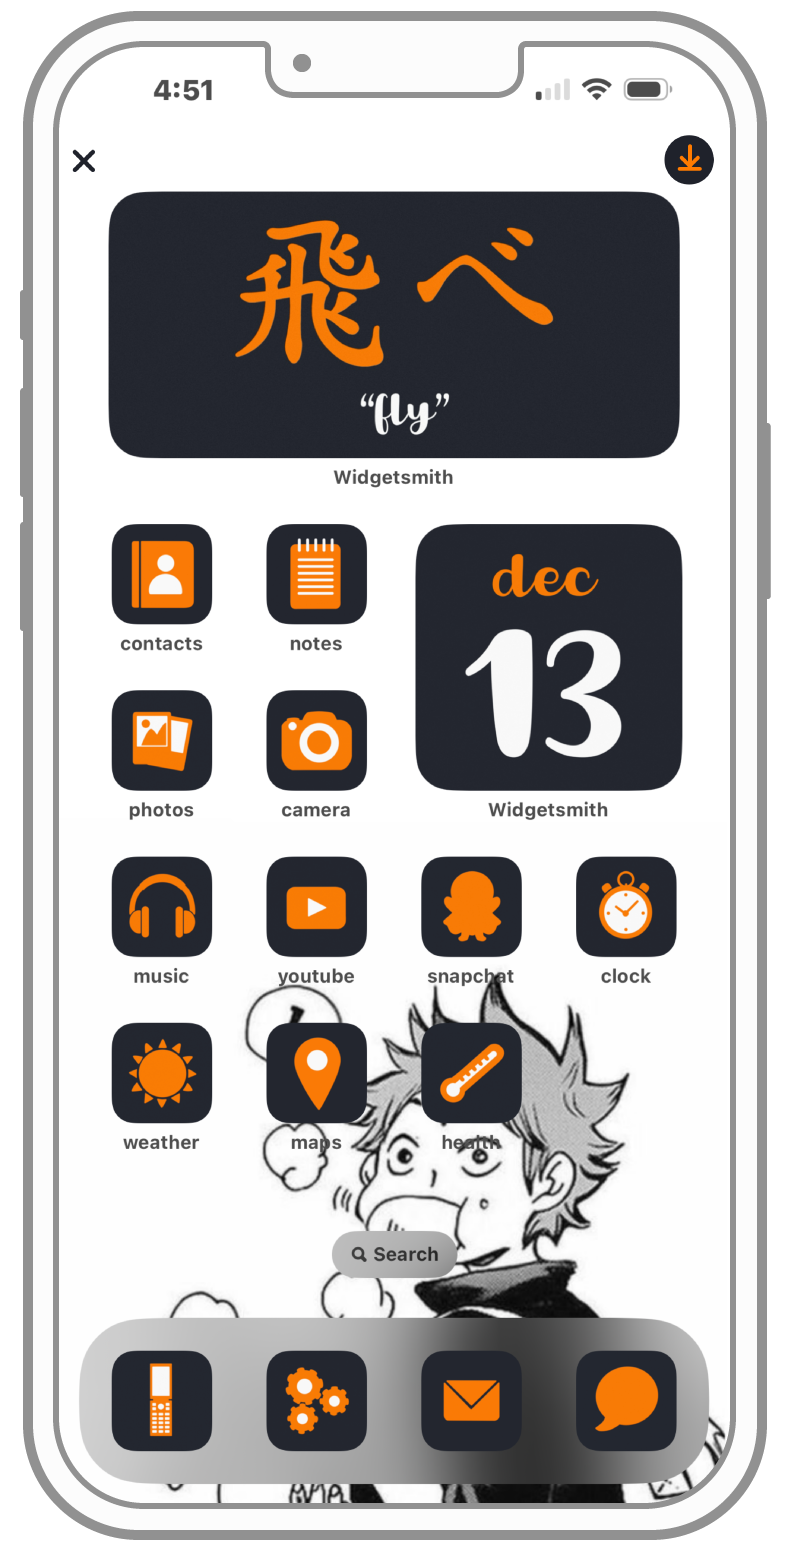 4:51
飛べ
“fly”
Widgetsmith
contacts
notes
dec
13
photos
camera
Widgetsmith
music
youtube
snapchat
clock
weather
maps
health
Search